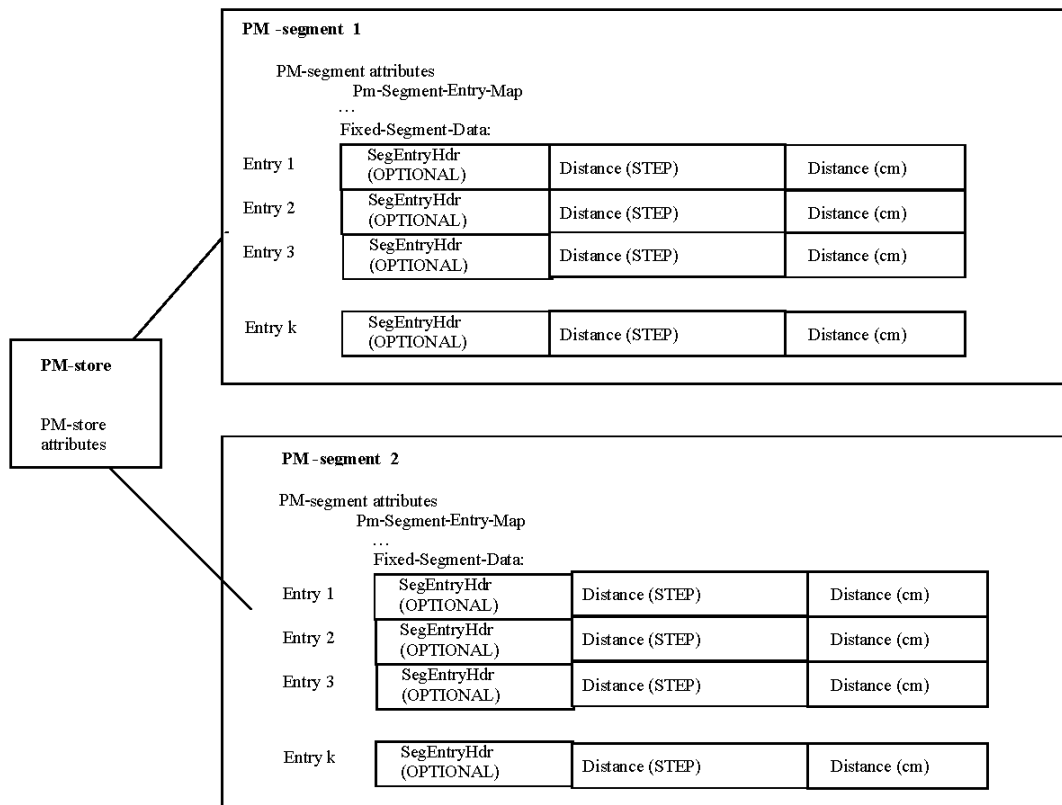 PM -segment 1
PM-segment attributes
Pm-Segment-Entry-Map
…
Fixed-Segment-Data:
Entry 1 SegEntryHdr (OPTIONAL) Distance (STEP) Distance (cm)
Entry 2 SegEntryHdr (OPTIONAL) Distance (STEP) Distance (cm)
Entry 3 SegEntryHdr (OPTIONAL) Distance (STEP) Distance (cm)
Entry k SegEntryHdr (OPTIONAL) Distance (STEP) Distance (cm)
PM-store
PM-store
attributes
PM -segment 2
PM-segment attributes
Pm-Segment-Entry-Map
…
Fixed-Segment-Data:
Entry 1 SegEntryHdr (OPTIONAL) Distance (STEP) Distance (cm)
Entry 2 SegEntryHdr (OPTIONAL) Distance (STEP) Distance (cm)
Entry 3 SegEntryHdr (OPTIONAL) Distance (STEP) Distance (cm)
Entry k SegEntryHdr (OPTIONAL) Distance (STEP) Distance (cm)